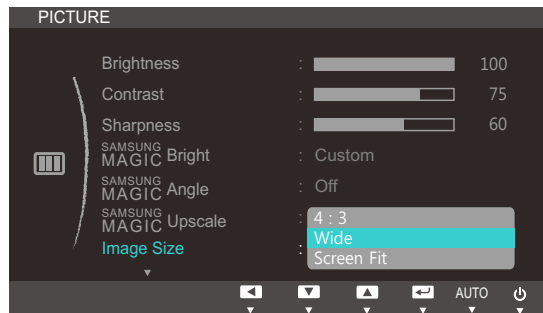 PICTURE
Brightness : 100
Contrast : 75
Sharpness : 60
SAMSUNG MAGIC Bright : Custom
SAMSUNG MAGIC Angle : Off
SAMSUNG MAGIC Upscale : 4 : 3
Image Size : Wide
Screen Fit
AUTO